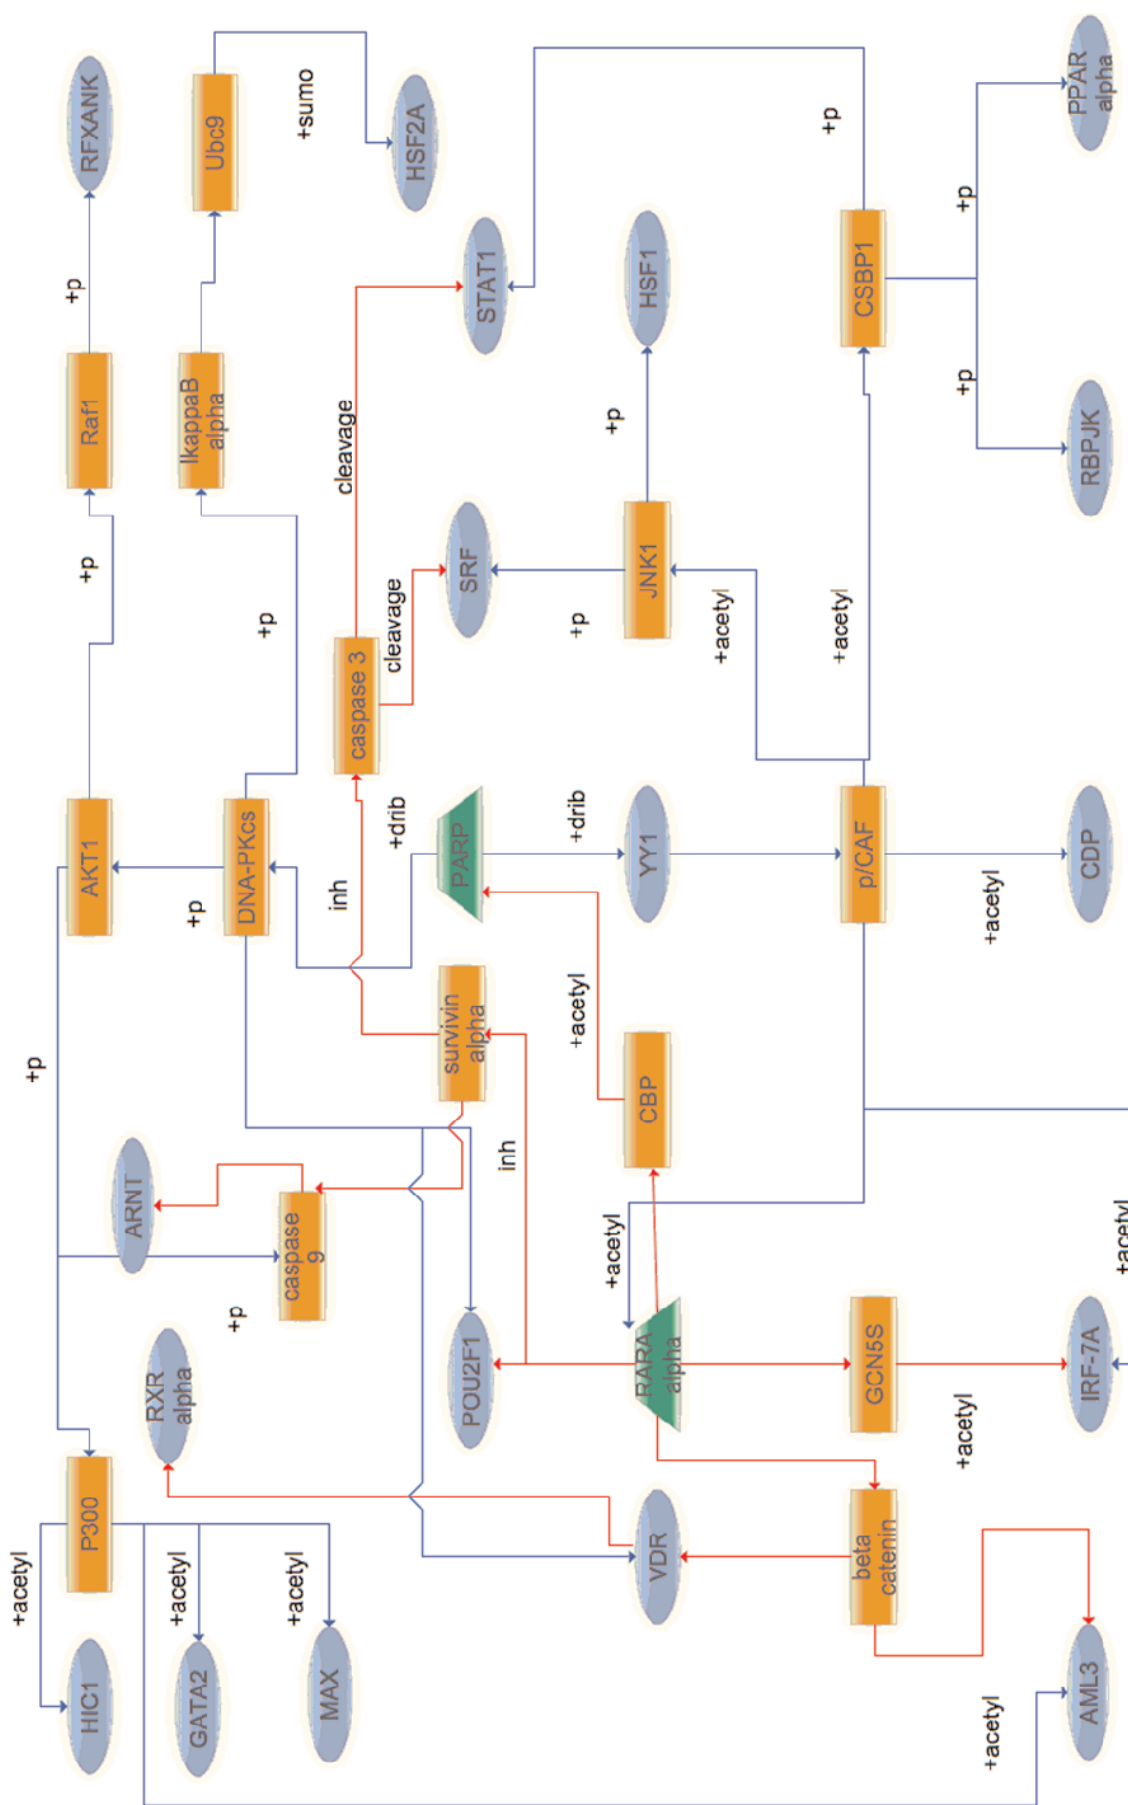 +acetyl
+p
HIC1
P300
AKT1
+p
Raf1
+p
RFXANK
ARNT
RXR
alpha
+acetyl
GATA2
+p
IkappaB
alpha
Ubc9
+p
DNA-PKcs
+p
+acetyl
caspase
9
+sumo
MAX
inh
cleavage
caspase 3
+drib
cleavage
HSF2A
POU2F1
survivin
alpha
PARP
SRF
STAT1
inh
+acetyl
+drib
+p
+acetyl
+p
VDR
RARA
alpha
CBP
YY1
JNK1
HSF1
+acetyl
+acetyl
+p
beta
catenin
GCN5S
p/CAF
CSBP1
+acetyl
+p
+p
+acetyl
+acetyl
AML3
IRF-7A
CDP
RBPJK
PPAR
alpha
+acetyl